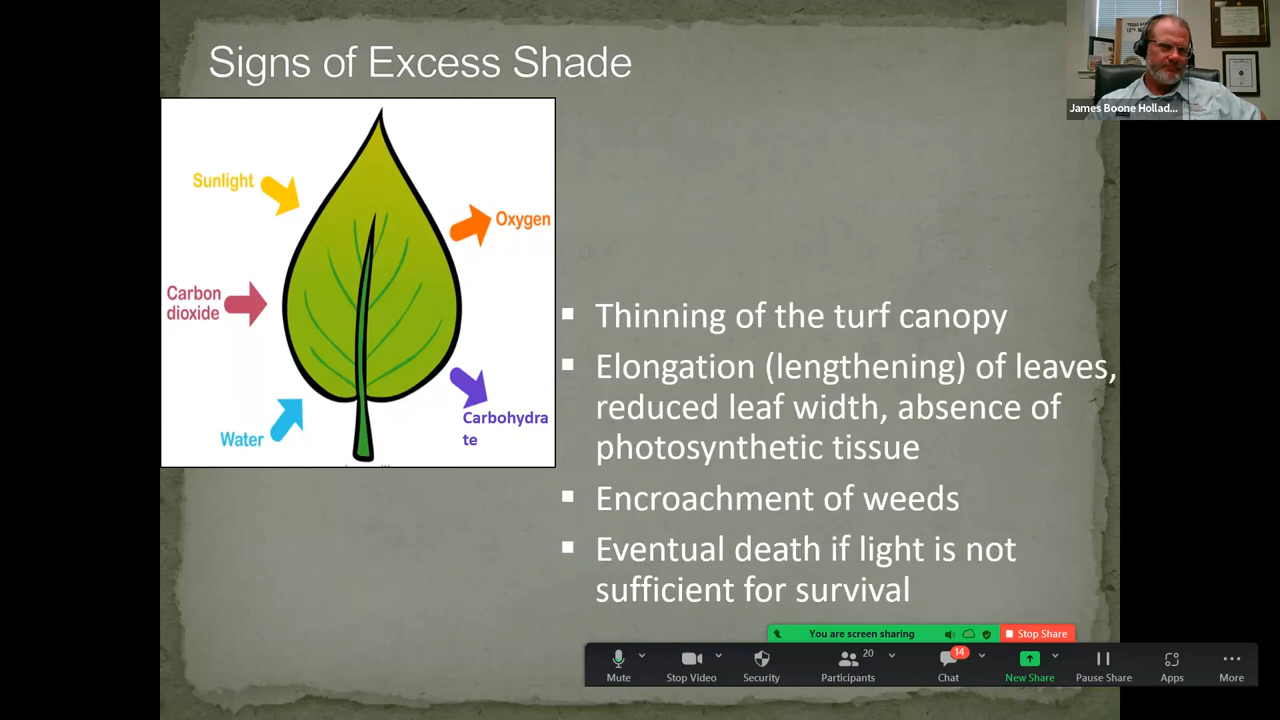 Signs of Excess Shade
James Boone Hollad...
Sunlight
Oxygen
Carbon
dioxide
Carbohydra
te
Water
▪ Thinning of the turf canopy
▪ Elongation (lengthening) of leaves,
reduced leaf width, absence of
photosynthetic tissue
▪ Encroachment of weeds
▪ Eventual death if light is not
sufficient for survival
You are screen sharing
Stop Share
Mute
Stop Video
Security
20
Participants
14
Chat
New Share
Pause Share
Apps
More